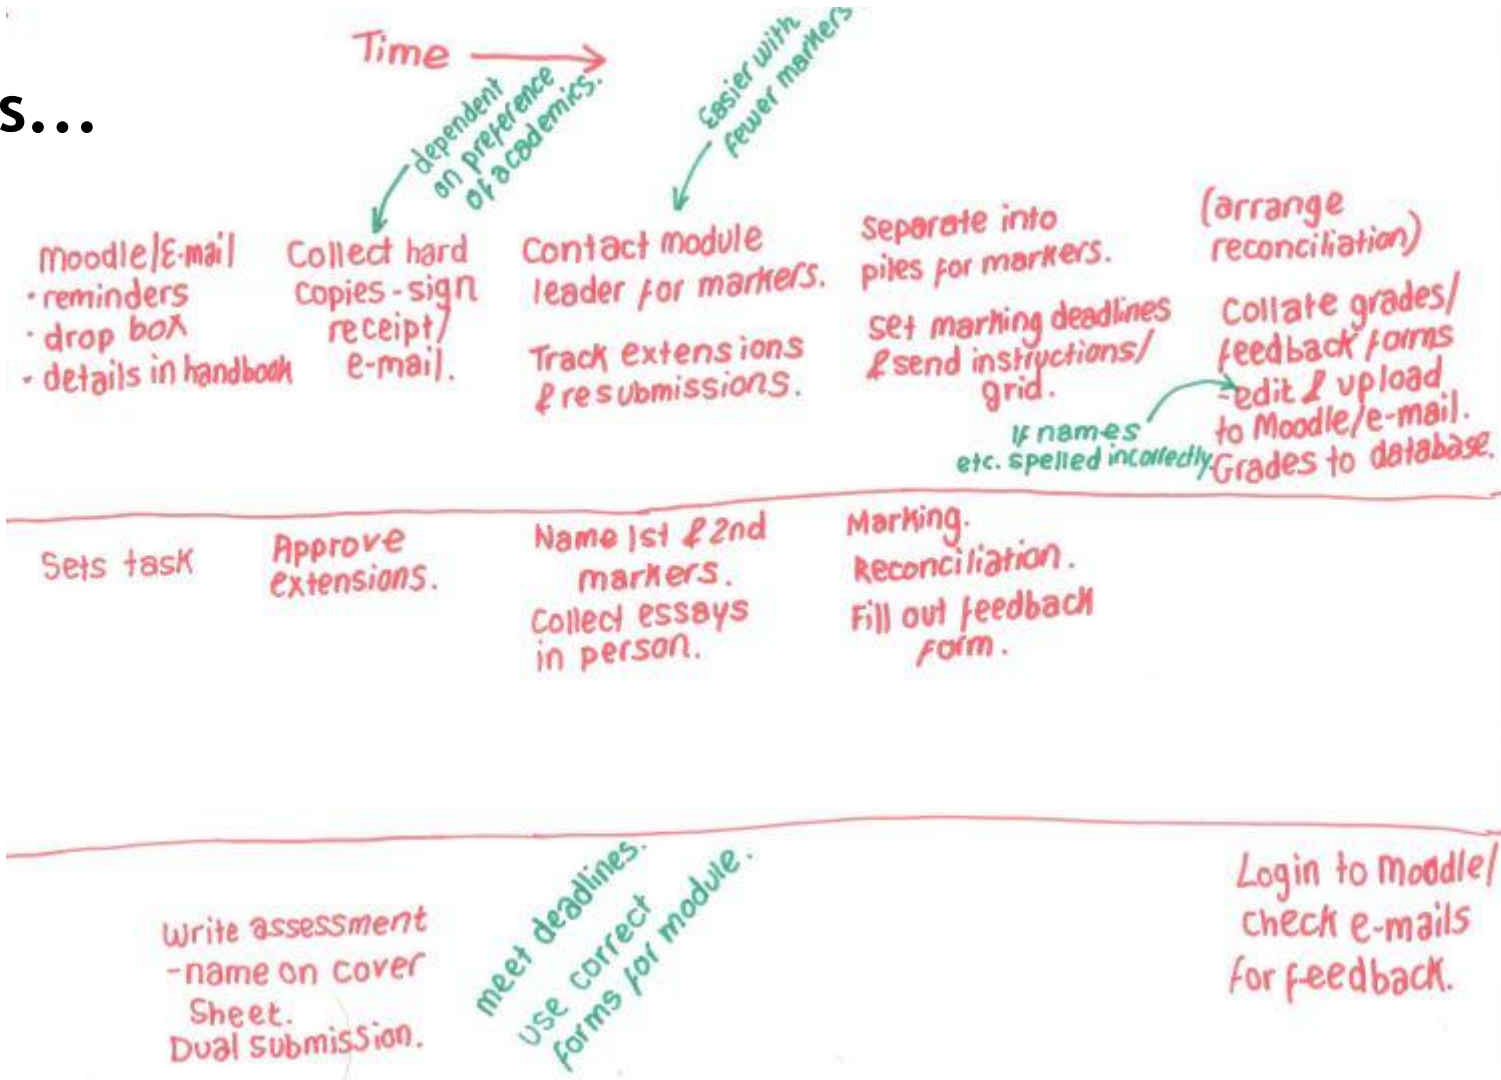 s...
Time
dependent
on preference
of academics.
Easier with
fewer markers
Moodle/E-mail
• reminders
• drop box
• details in handbook
Collect hard
copies - sign
receipt/
e-mail.
Contact module
leader for markers.
Track extensions
& resubmissions.
Separate into
piles for markers.
Set marking deadlines
& send instructions/
grid.
(arrange
reconciliation)
Collate grades/
feedback forms
-edit & upload
to Moodle/e-mail.
Grades to database.
If names
etc. spelled incorrectly.
Sets task
Approve
extensions.
Name 1st & 2nd
markers.
Collect essays
in person.
Marking.
Reconciliation.
Fill out feedback
form.
Write assessment
-name on cover
Sheet.
Dual submission.
meet deadlines.
use correct
forms for module.
Login to Moodle/
check e-mails
for feedback.